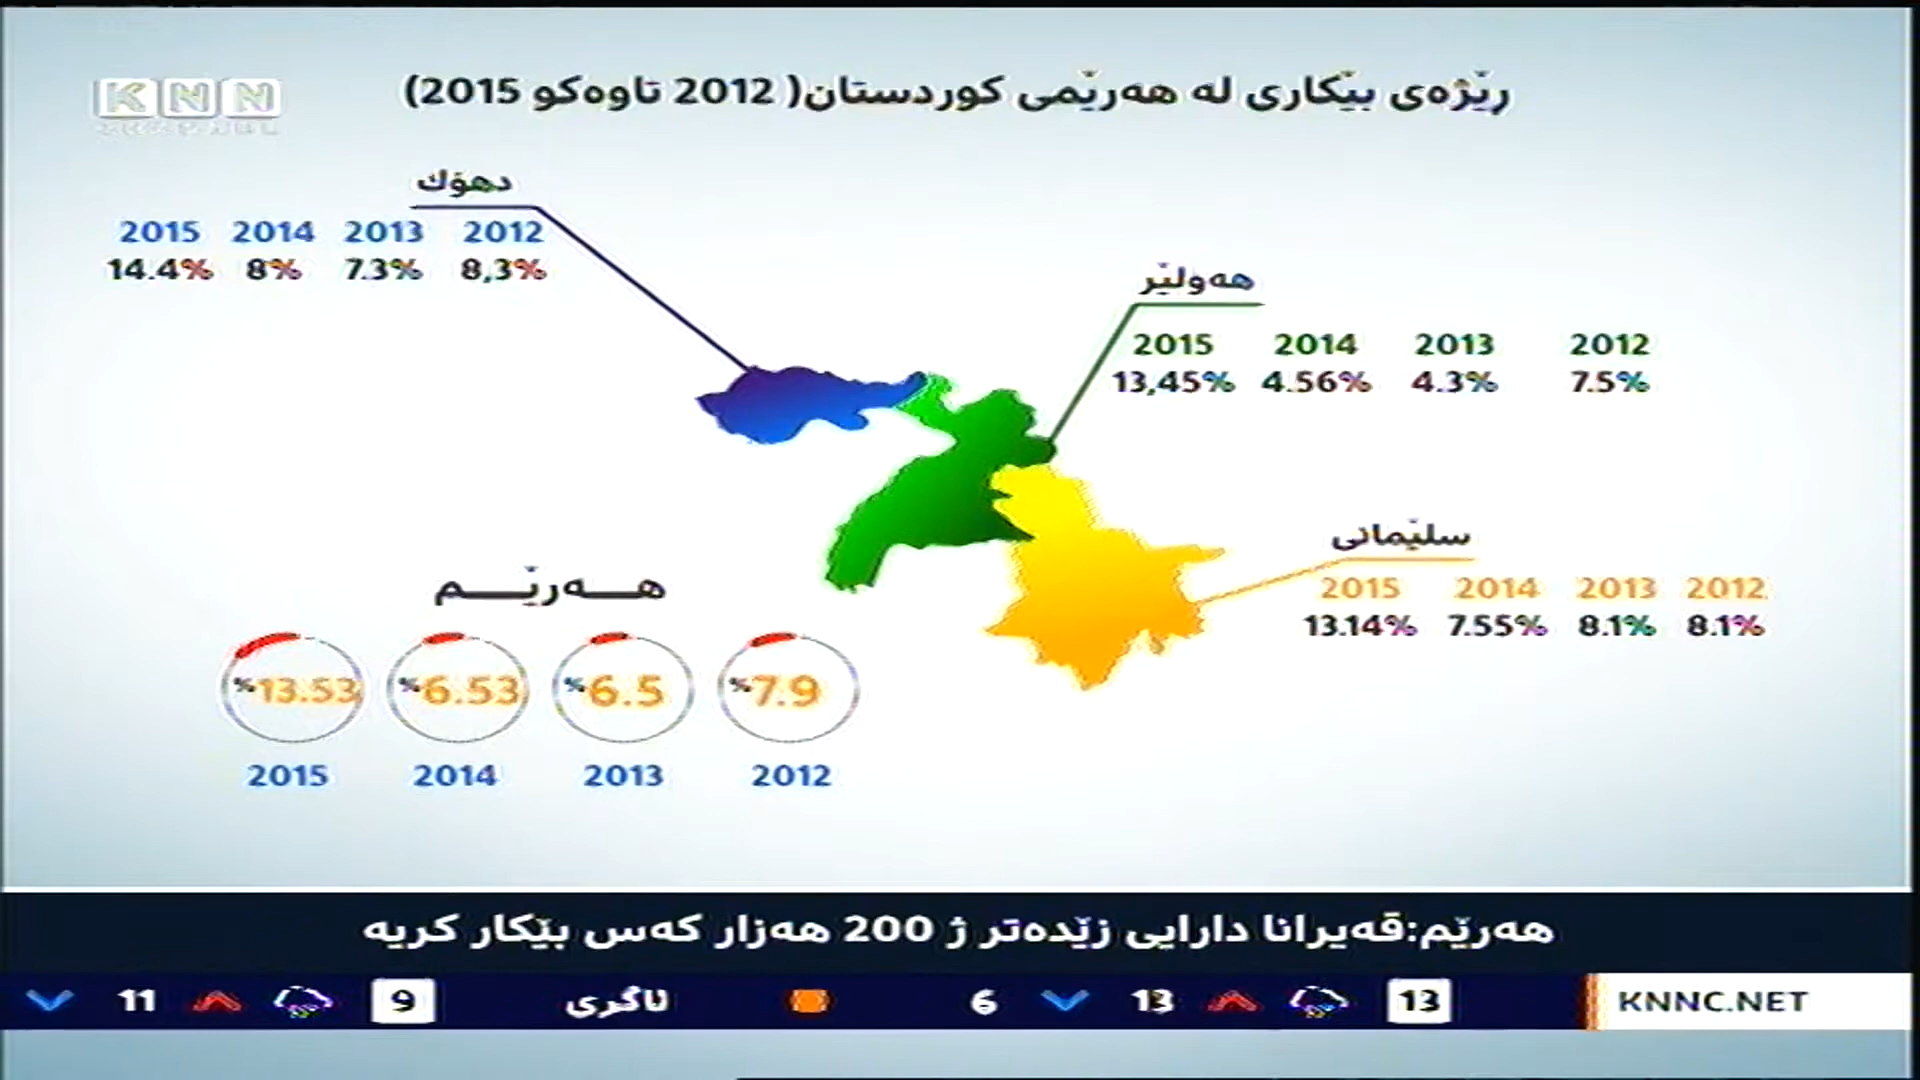 KNN
رێژەی بێکاری لە هەرێمی کوردستان( 2012 تاوەکو 2015)
دهۆك
2015 2014 2013 2012
14.4% 8% 7.3% 8,3%
هەولێر
2015 2014 2013 2012
13,45% 4.56% 4.3% 7.5%
سلێمانی
2015 2014 2013 2012
13.14% 7.55% 8.1% 8.1%
هـــەرێـــم
%13.53 %6.53 %6.5 %7.9
2015 2014 2013 2012
هەرێم:قەیرانا دارایی زێدەتر ژ 200 هەزار کەس بێکار کریە
11 9 ئاگری 6 13 13 KNNC.NET